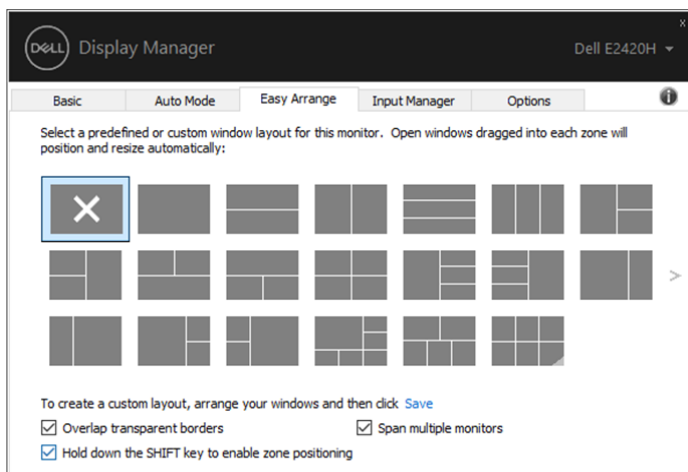 x
DELL Display Manager
Dell E2420H
Basic Auto Mode Easy Arrange Input Manager Options
Select a predefined or custom window layout for this monitor. Open windows dragged into each zone will
position and resize automatically:
To create a custom layout, arrange your windows and then click Save
Overlap transparent borders Span multiple monitors
Hold down the SHIFT key to enable zone positioning